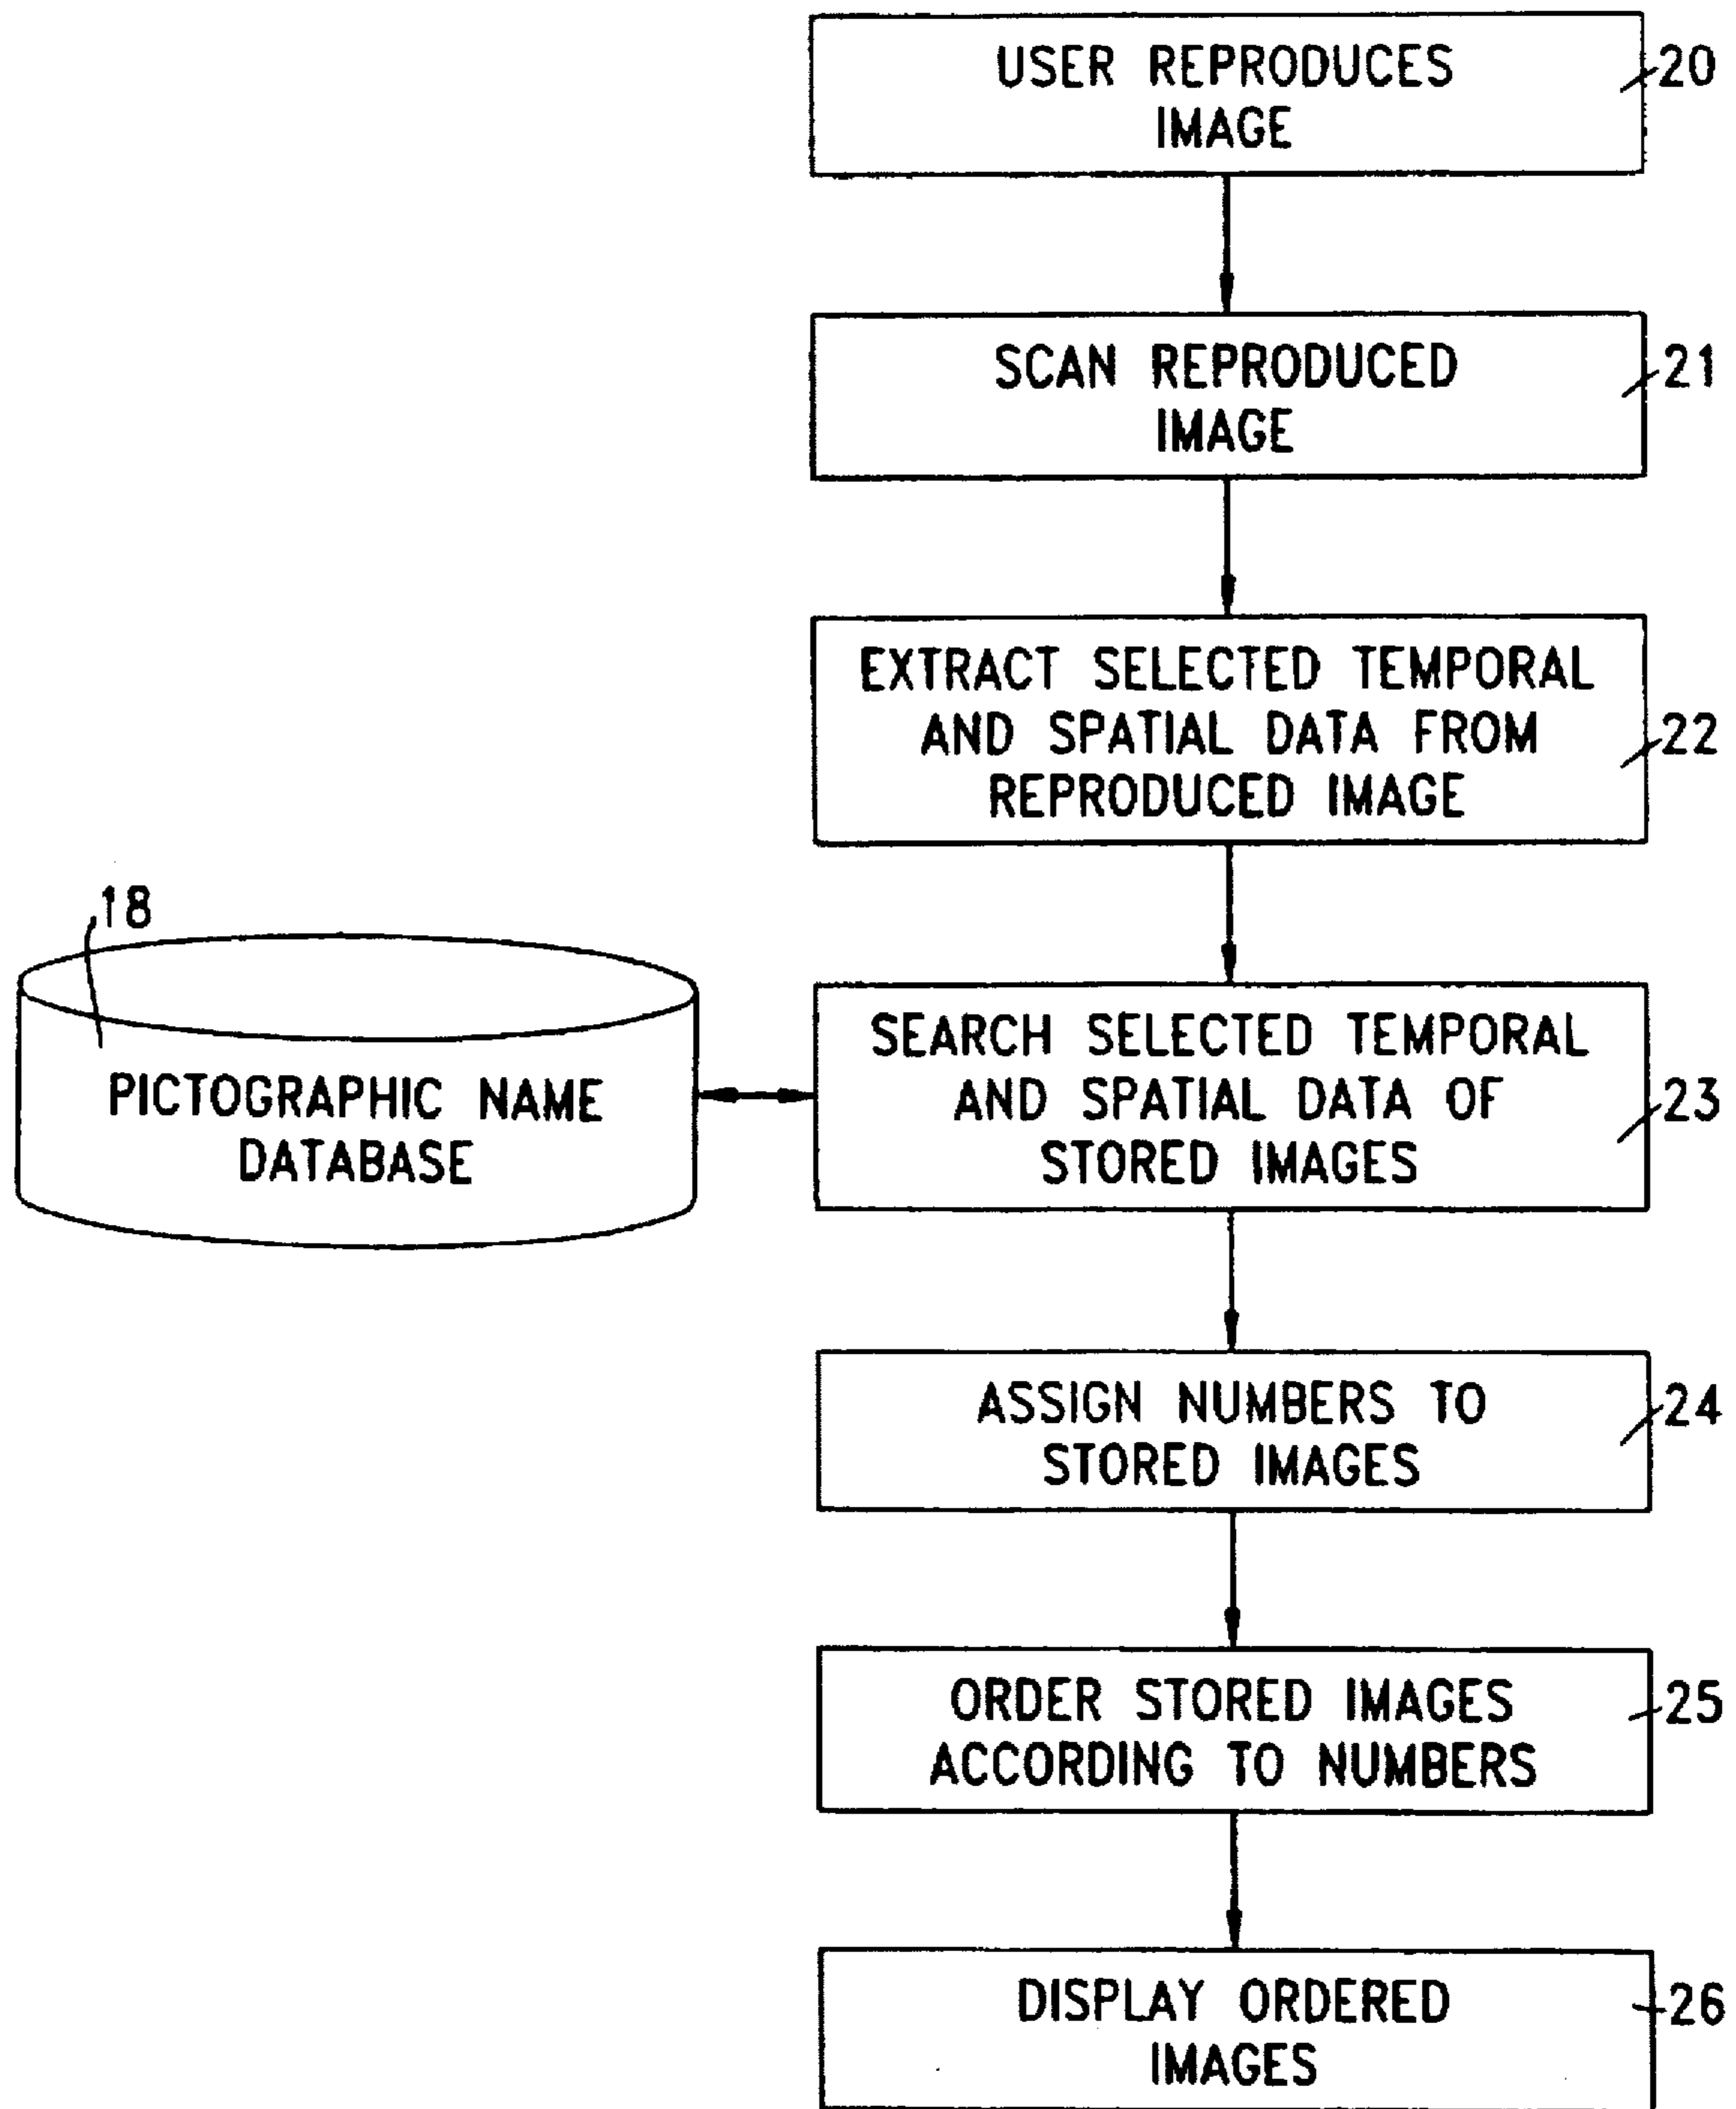 USER REPRODUCES
IMAGE
20
SCAN REPRODUCED
IMAGE
21
EXTRACT SELECTED TEMPORAL
AND SPATIAL DATA FROM
REPRODUCED IMAGE
22
18
PICTOGRAPHIC NAME
DATABASE
SEARCH SELECTED TEMPORAL
AND SPATIAL DATA OF
STORED IMAGES
23
ASSIGN NUMBERS TO
STORED IMAGES
24
ORDER STORED IMAGES
ACCORDING TO NUMBERS
25
DISPLAY ORDERED
IMAGES
26